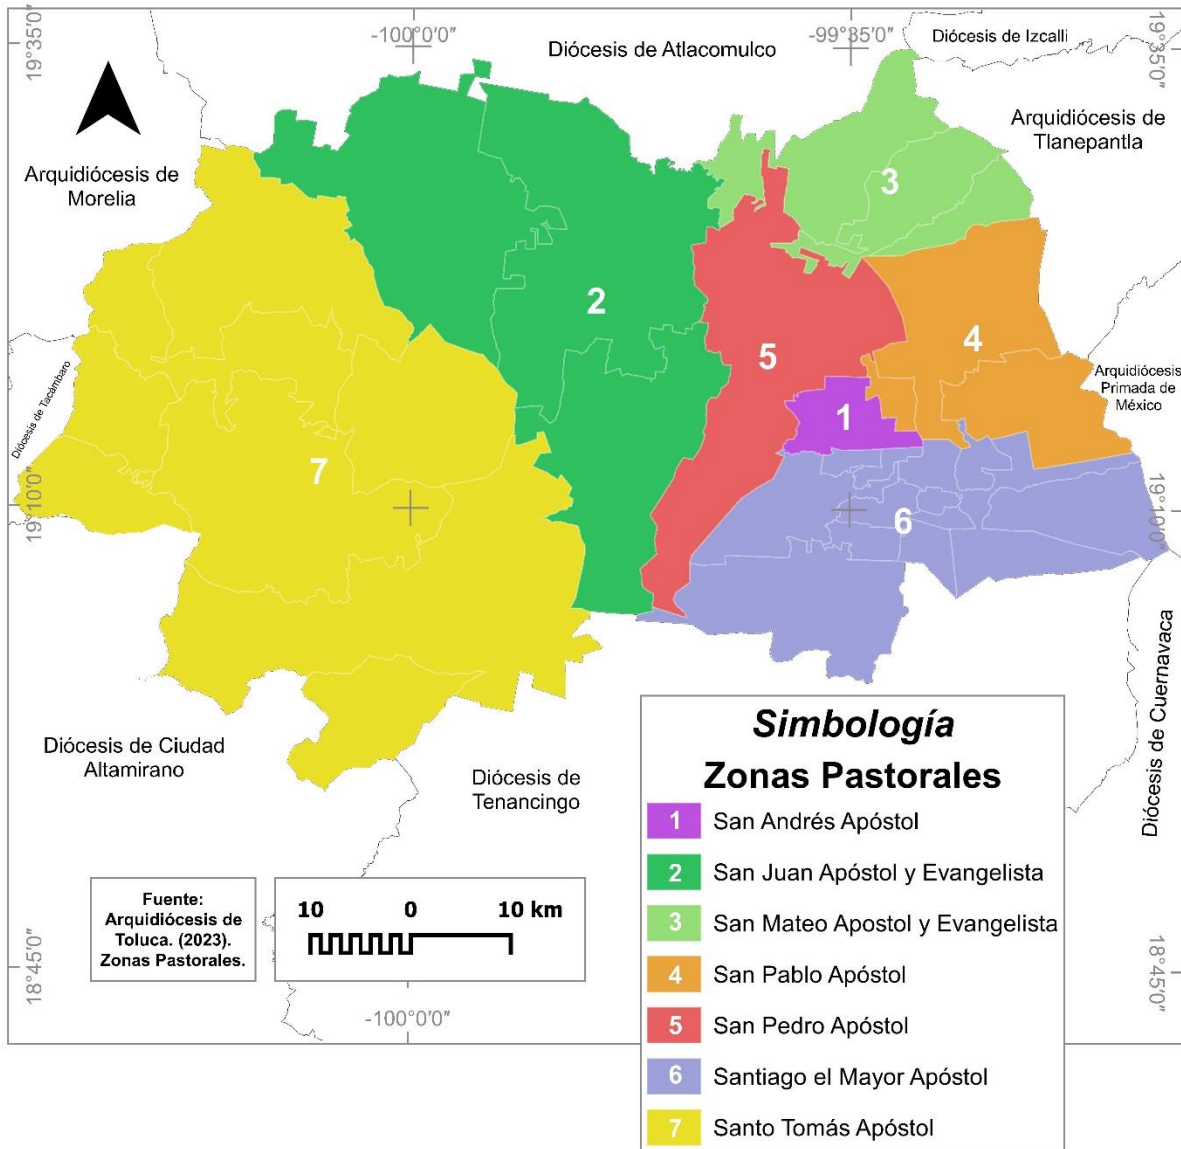 -100°0′0″
-99°35′0″
19°35′0″
19°35′0″
Diócesis de Atlacomulco
Diócesis de Izcalli
Arquidiócesis de
Tlanepantla
Arquidiócesis de
Morelia
3
2
5
4
Arquidiócesis
Primada de
México
Diócesis de Tacámbaro
1
7
6
19°10′0″
19°10′0″
Diócesis de Cuernavaca
Diócesis de Ciudad
Altamirano
Diócesis de
Tenancingo
Simbología
Zonas Pastorales
1 San Andrés Apóstol
2 San Juan Apóstol y Evangelista
3 San Mateo Apostol y Evangelista
4 San Pablo Apóstol
5 San Pedro Apóstol
6 Santiago el Mayor Apóstol
7 Santo Tomás Apóstol
Fuente:
Arquidiócesis de
Toluca. (2023).
Zonas Pastorales.
10 0 10 km
18°45′0″
18°45′0″
-100°0′0″